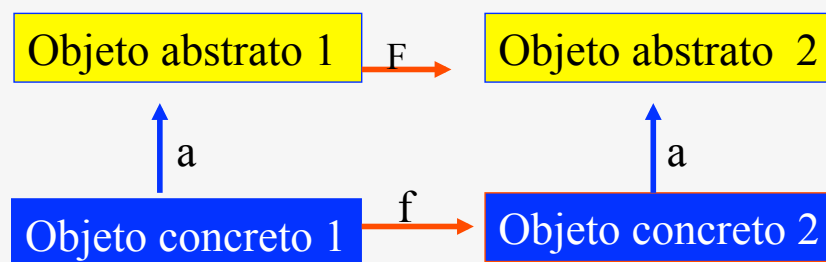 Objeto abstrato 1
F
Objeto abstrato 2
a
a
Objeto concreto 1
f
Objeto concreto 2